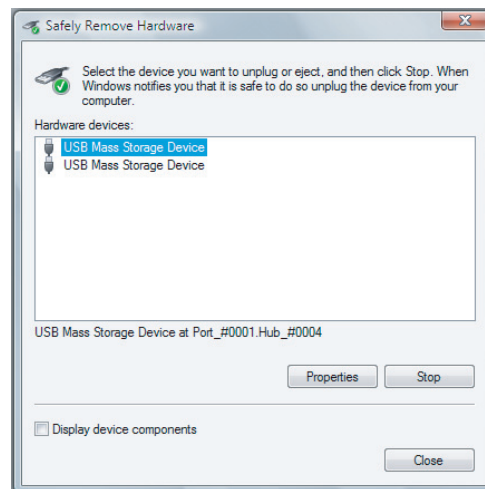 Safely Remove Hardware
Select the device you want to unplug or eject, and then click Stop. When
Windows notifies you that it is safe to do so unplug the device from your
computer.
Hardware devices:
USB Mass Storage Device
USB Mass Storage Device
USB Mass Storage Device at Port_#0001.Hub_#0004
Properties Stop
Display device components
Close